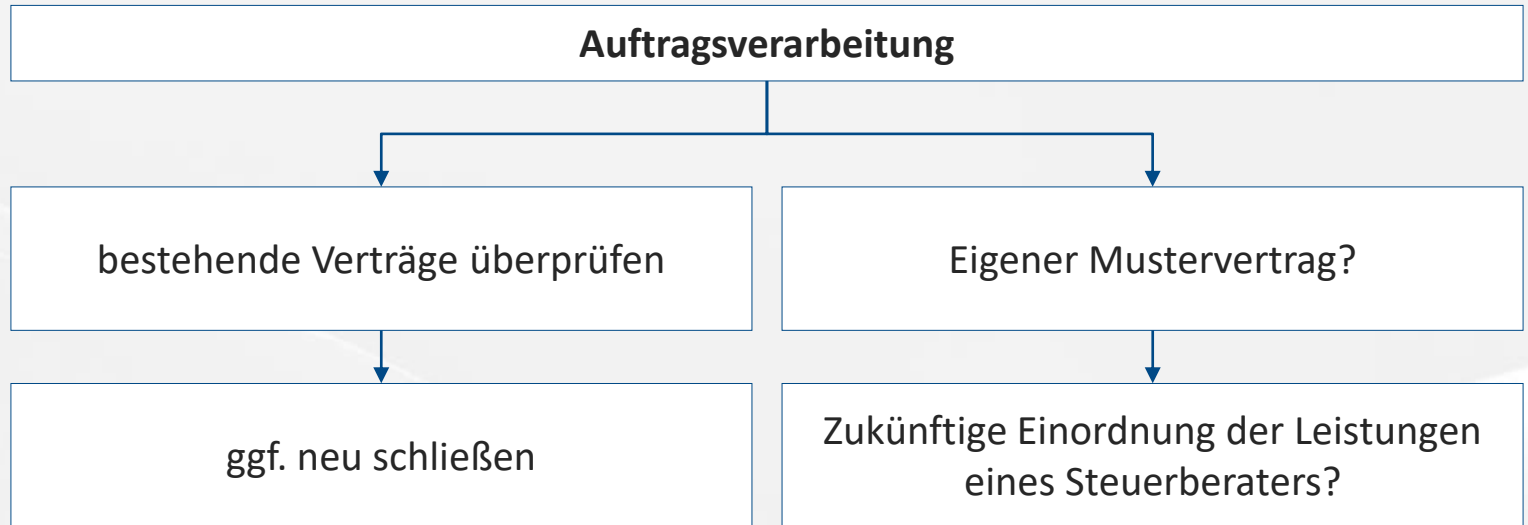 Auftragsverarbeitung
bestehende Verträge überprüfen
Eigener Mustervertrag?
ggf. neu schließen
Zukünftige Einordnung der Leistungen
eines Steuerberaters?